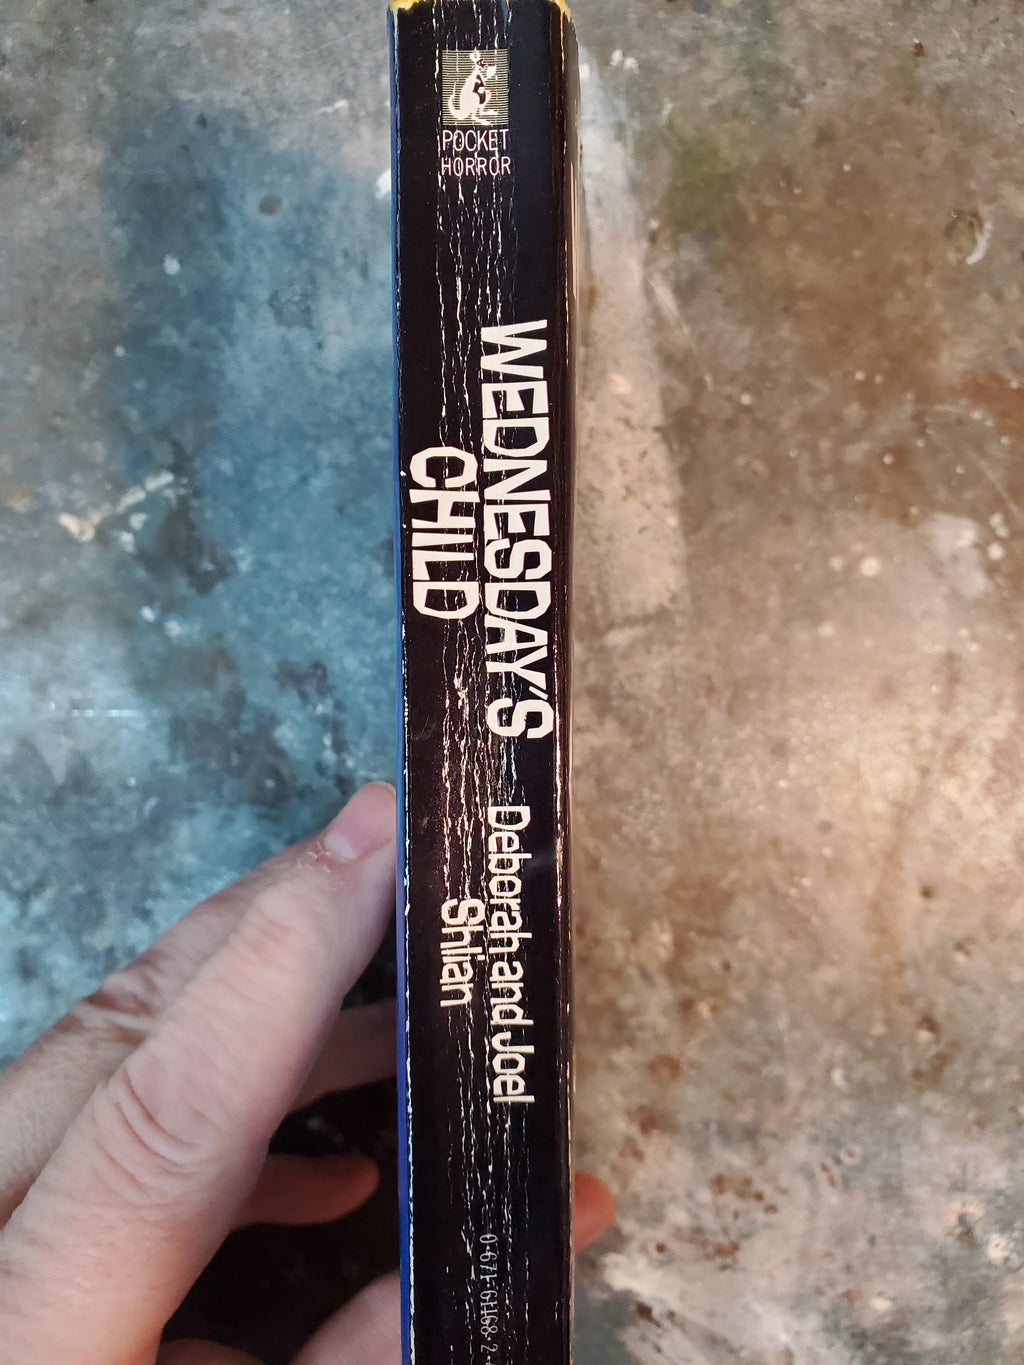 POCKET
HORROR
WEDNESDAY'S
CHILD
Deborah and Joel
Shlian
0-671-61168-2